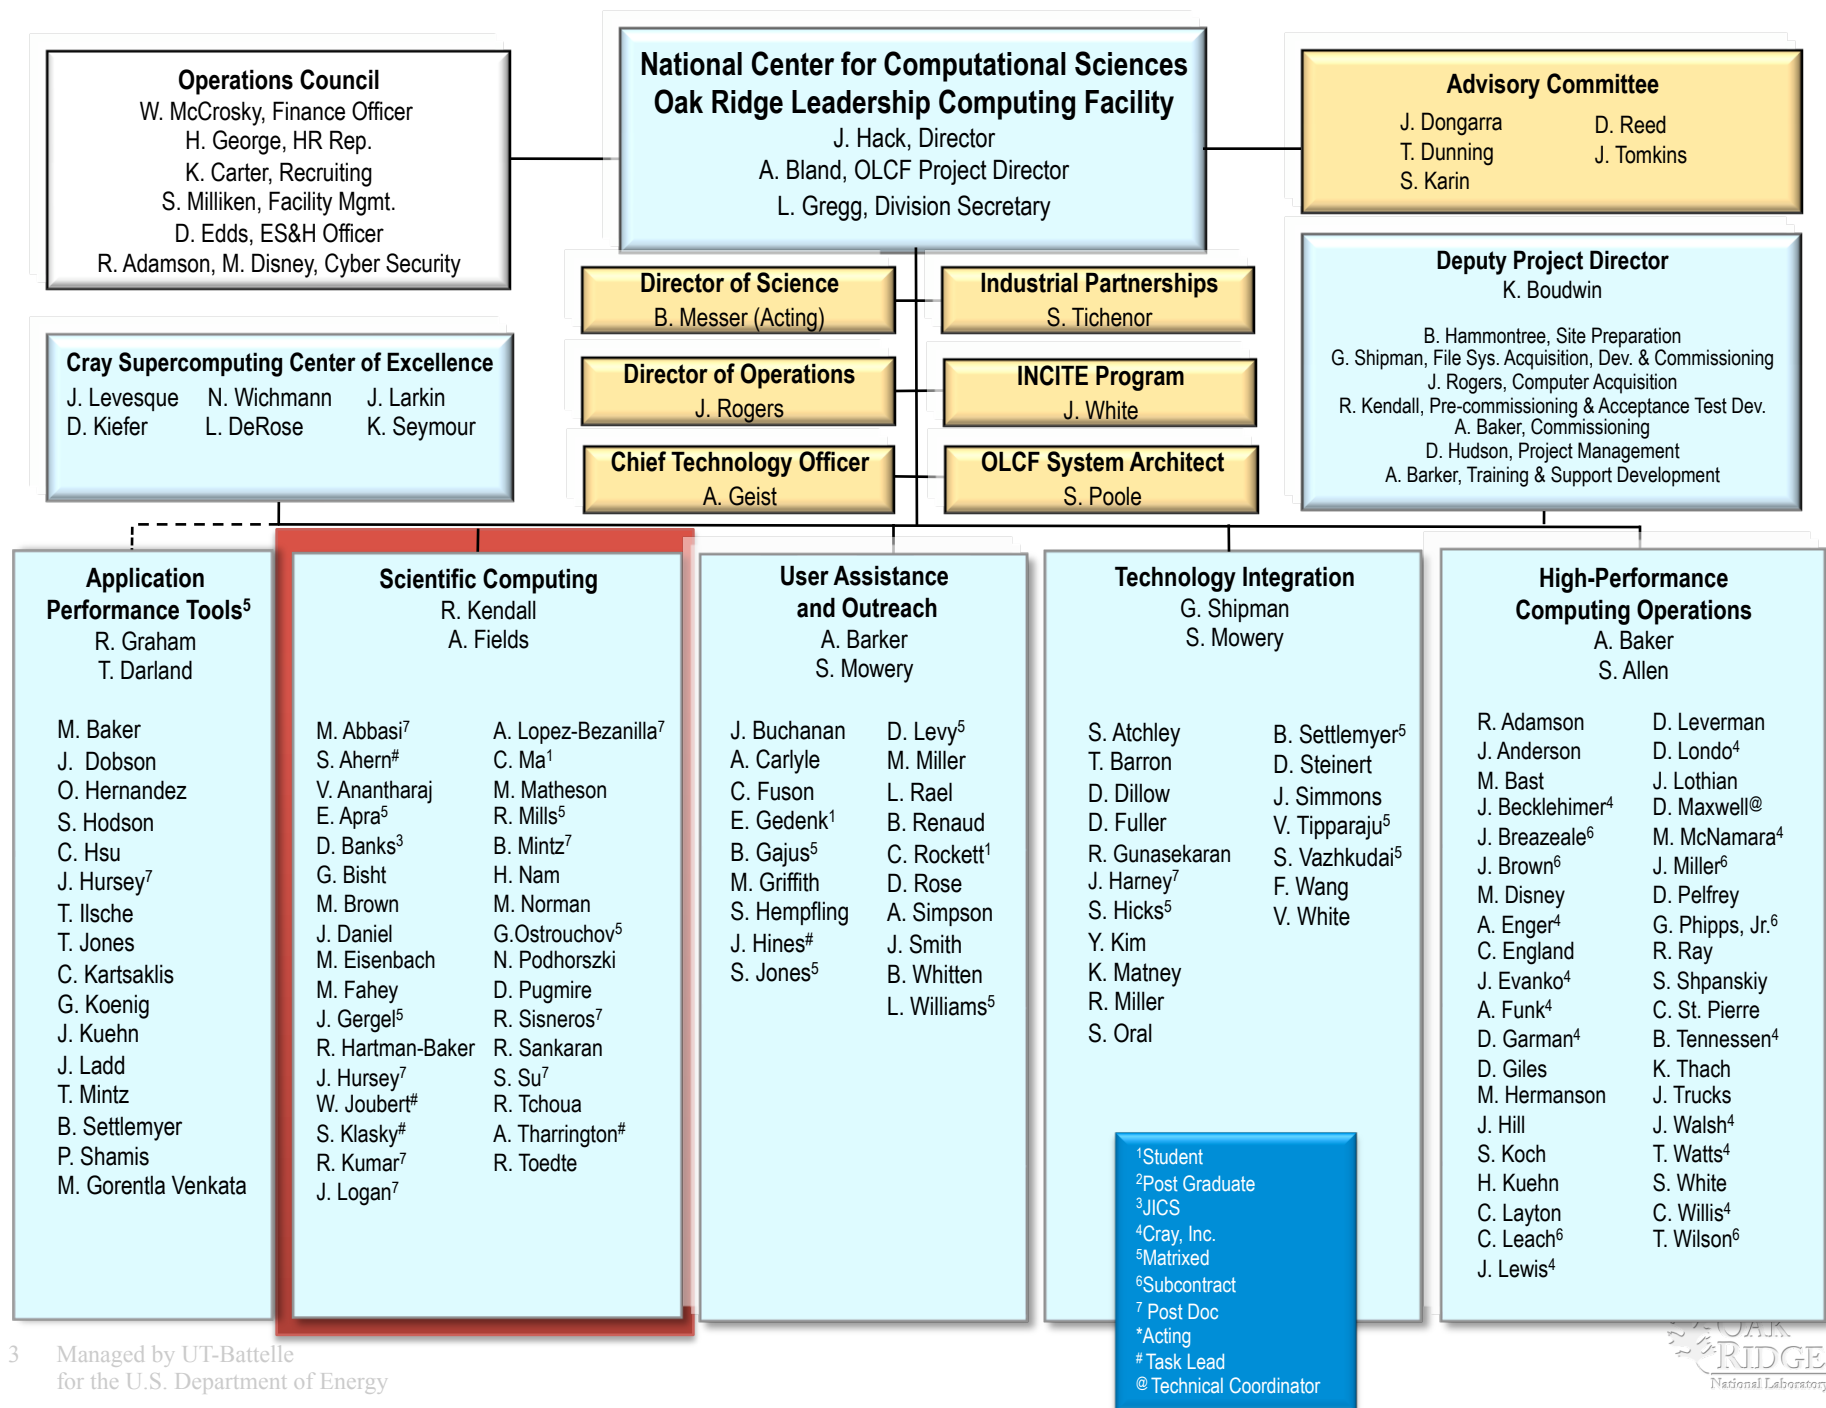 Operations Council
W. McCrosky, Finance Officer
H. George, HR Rep.
K. Carter, Recruiting
S. Milliken, Facility Mgmt.
D. Edds, ES&H Officer
R. Adamson, M. Disney, Cyber Security
National Center for Computational Sciences
Oak Ridge Leadership Computing Facility
J. Hack, Director
A. Bland, OLCF Project Director
L. Gregg, Division Secretary
Advisory Committee
J. Dongarra
T. Dunning
S. Karin
D. Reed
J. Tomkins
Cray Supercomputing Center of Excellence
J. Levesque N. Wichmann J. Larkin
D. Kiefer L. DeRose K. Seymour
Director of Science
B. Messer (Acting)
Industrial Partnerships
S. Tichenor
Director of Operations
J. Rogers
INCITE Program
J. White
Chief Technology Officer
A. Geist
OLCF System Architect
S. Poole
Deputy Project Director
K. Boudwin
B. Hammontree, Site Preparation
G. Shipman, File Sys. Acquisition, Dev. & Commissioning
J. Rogers, Computer Acquisition
R. Kendall, Pre-commissioning & Acceptance Test Dev.
A. Baker, Commissioning
D. Hudson, Project Management
A. Barker, Training & Support Development
Application
Performance Tools⁵
R. Graham
T. Darland
M. Baker
J. Dobson
O. Hernandez
S. Hodson
C. Hsu
J. Hursey⁷
T. Ilsche
T. Jones
C. Kartsaklis
G. Koenig
J. Kuehn
J. Ladd
T. Mintz
B. Settlemyer
P. Shamis
M. Gorentla Venkata
Scientific Computing
R. Kendall
A. Fields
M. Abbasi⁷
S. Ahern#
V. Anantharaj
E. Apra⁵
D. Banks³
G. Bisht
M. Brown
J. Daniel
M. Eisenbach
M. Fahey
J. Gergel⁵
R. Hartman-Baker
J. Hursey⁷
W. Joubert#
S. Klasky#
R. Kumar⁷
J. Logan⁷
A. Lopez-Bezanilla⁷
C. Ma¹
M. Matheson
R. Mills⁵
B. Mintz⁷
H. Nam
M. Norman
G.Ostrouchov⁵
N. Podhorszki
D. Pugmire
R. Sisneros⁷
R. Sankaran
S. Su⁷
R. Tchoua
A. Tharrington#
R. Toedte
User Assistance
and Outreach
A. Barker
S. Mowery
J. Buchanan
A. Carlyle
C. Fuson
E. Gedenk¹
B. Gajus⁵
M. Griffith
S. Hempfling
J. Hines#
S. Jones⁵
D. Levy⁵
M. Miller
L. Rael
B. Renaud
C. Rockett¹
D. Rose
A. Simpson
J. Smith
B. Whitten
L. Williams⁵
Technology Integration
G. Shipman
S. Mowery
S. Atchley
T. Barron
D. Dillow
D. Fuller
R. Gunasekaran
J. Harney⁷
S. Hicks⁵
Y. Kim
K. Matney
R. Miller
S. Oral
B. Settlemyer⁵
D. Steinert
J. Simmons
V. Tipparaju⁵
S. Vazhkudai⁵
F. Wang
V. White
High-Performance
Computing Operations
A. Baker
S. Allen
R. Adamson
J. Anderson
M. Bast
J. Becklehimer⁴
J. Breazeale⁶
J. Brown⁶
M. Disney
A. Enger⁴
C. England
J. Evanko⁴
A. Funk⁴
D. Garman⁴
D. Giles
M. Hermanson
J. Hill
S. Koch
H. Kuehn
C. Layton
C. Leach⁶
J. Lewis⁴
D. Leverman
D. Londo⁴
J. Lothian
D. Maxwell@
M. McNamara⁴
J. Miller⁶
D. Pelfrey
G. Phipps, Jr.⁶
R. Ray
S. Shpanskiy
C. St. Pierre
B. Tennessen⁴
K. Thach
J. Trucks
J. Walsh⁴
T. Watts⁴
S. White
C. Willis⁴
T. Wilson⁶
¹Student
²Post Graduate
³JICS
⁴Cray, Inc.
⁵Matrixed
⁶Subcontract
⁷ Post Doc
*Acting
# Task Lead
@ Technical Coordinator
3 Managed by UT-Battelle
for the U.S. Department of Energy
OAK
RIDGE
National Laboratory